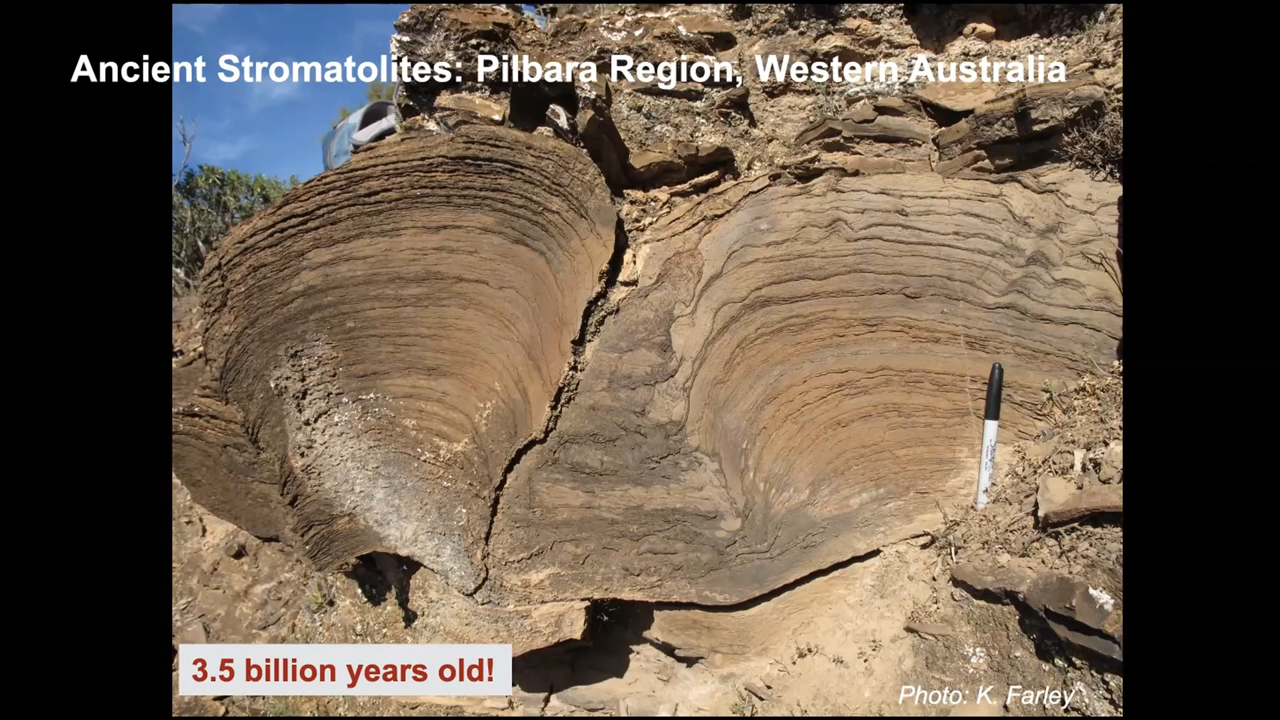 Ancient Stromatolites: Pilbara Region, Western Australia
3.5 billion years old!
Photo: K. Farley